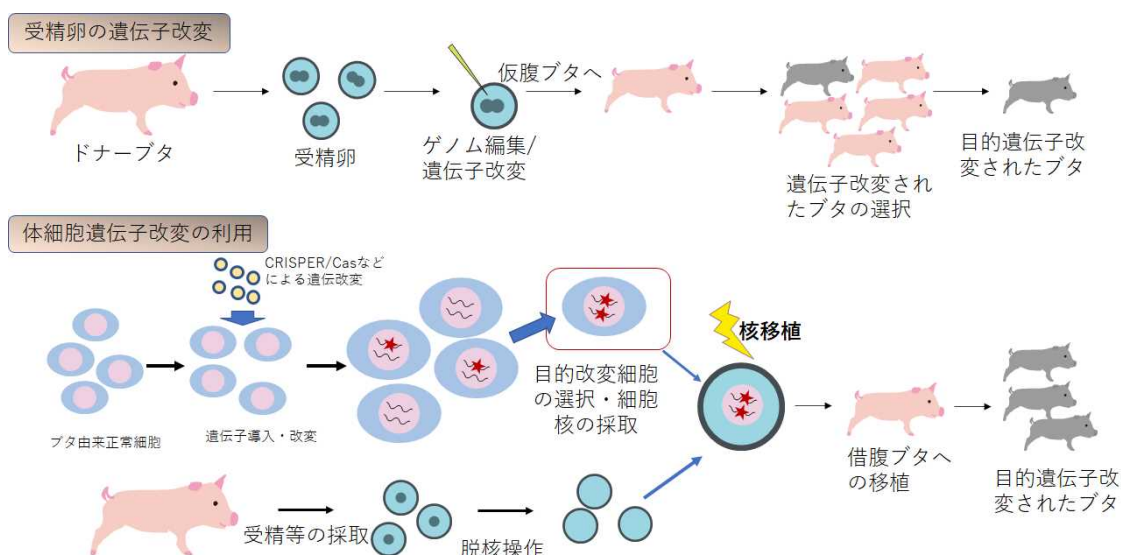 受精卵の遺伝子改変
ドナーブタ
受精卵
ゲノム編集/
遺伝子改変
仮腹ブタへ
遺伝子改変され
たブタの選択
目的遺伝子改
変されたブタ
体細胞遺伝子改変の利用
CRISPER/Casなど
による遺伝改変
ブタ由来正常細胞
遺伝子導入・改変
目的改変細胞
の選択・細胞
核の採取
核移植
借腹ブタへ
の移植
目的遺伝子改
変されたブタ
受精等の採取
脱核操作